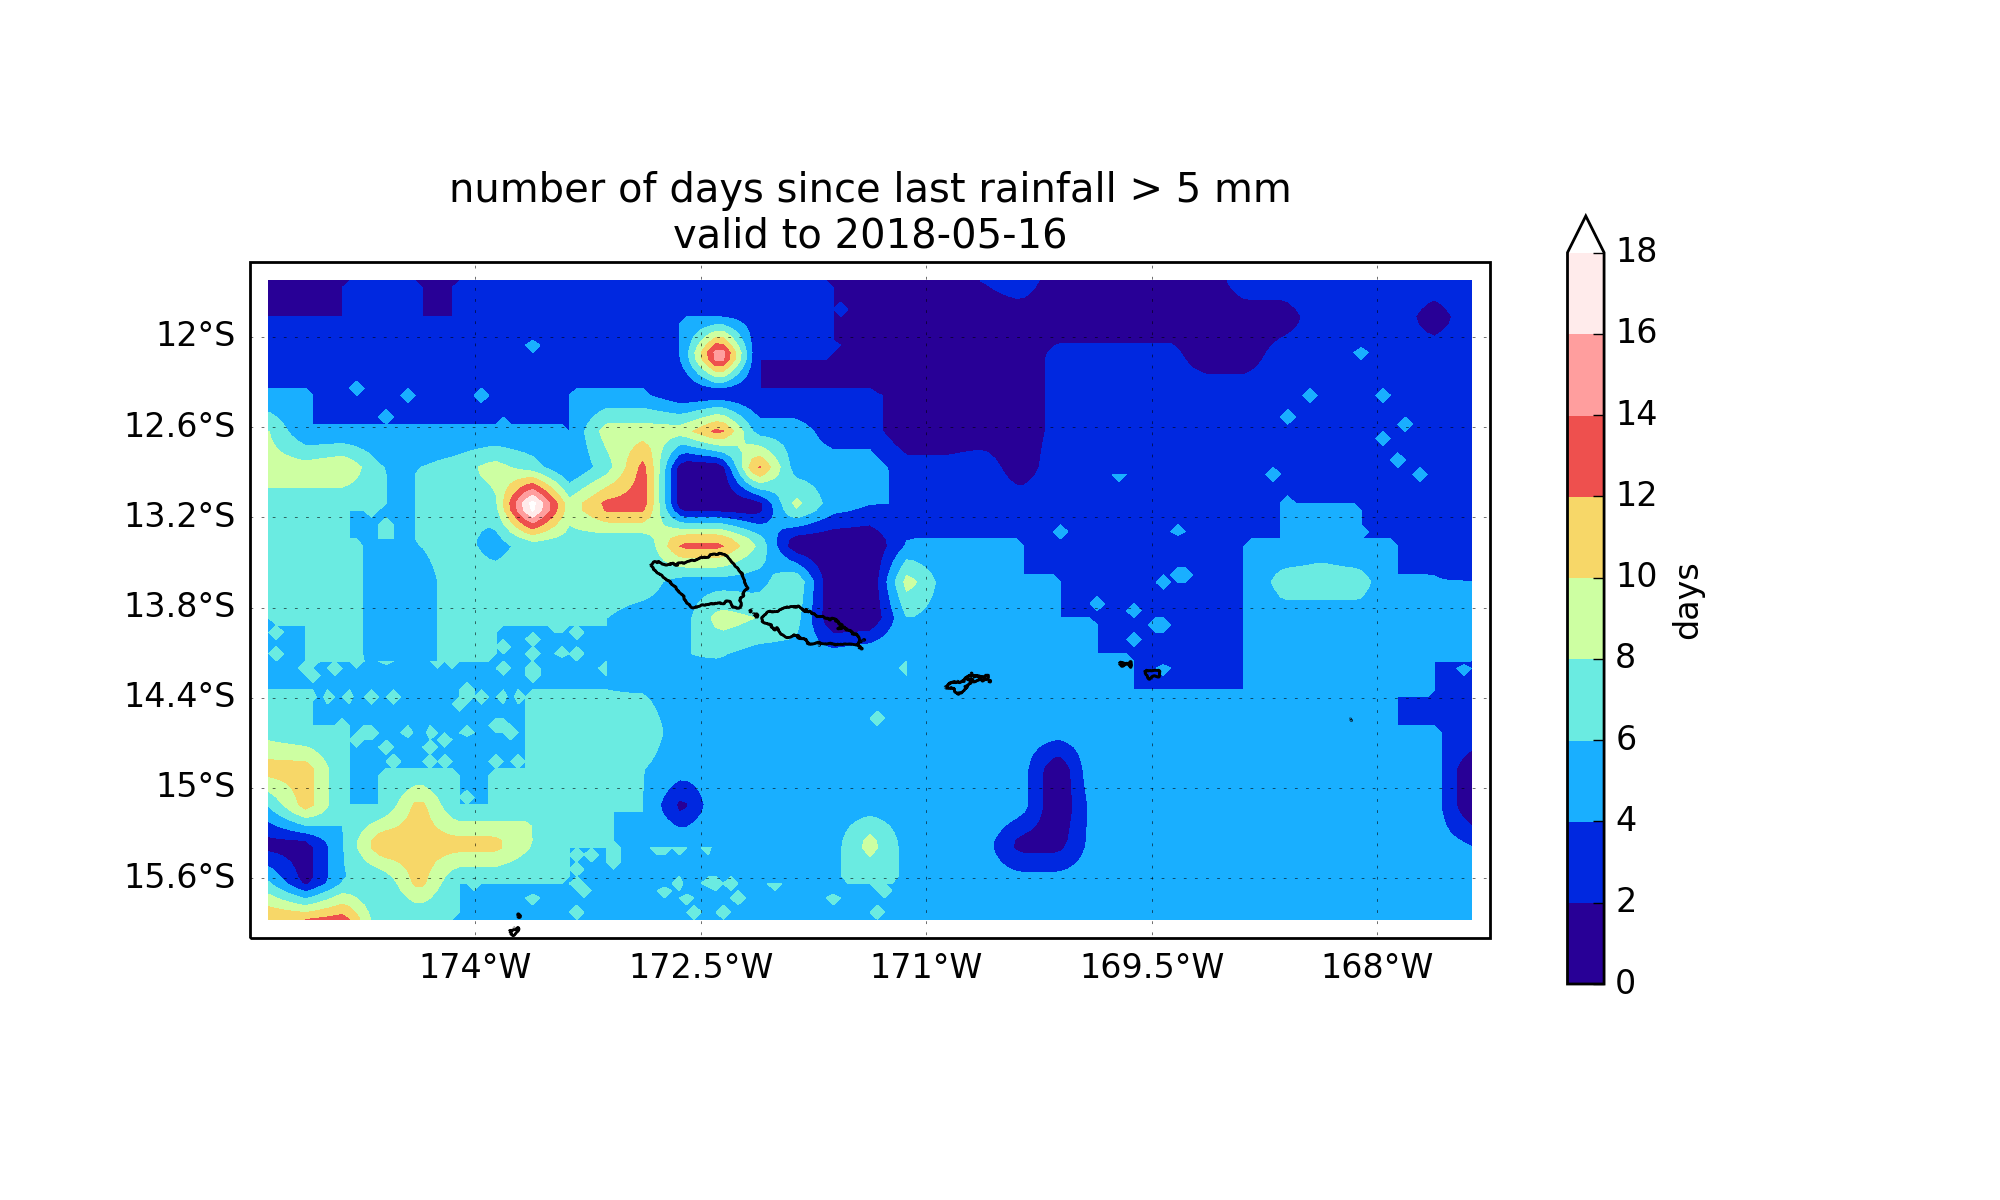 number of days since last rainfall > 5 mm
valid to 2018-05-16
12°S
12.6°S
13.2°S
13.8°S
14.4°S
15°S
15.6°S
174°W
172.5°W
171°W
169.5°W
168°W
18
16
14
12
10
8
6
4
2
0
days